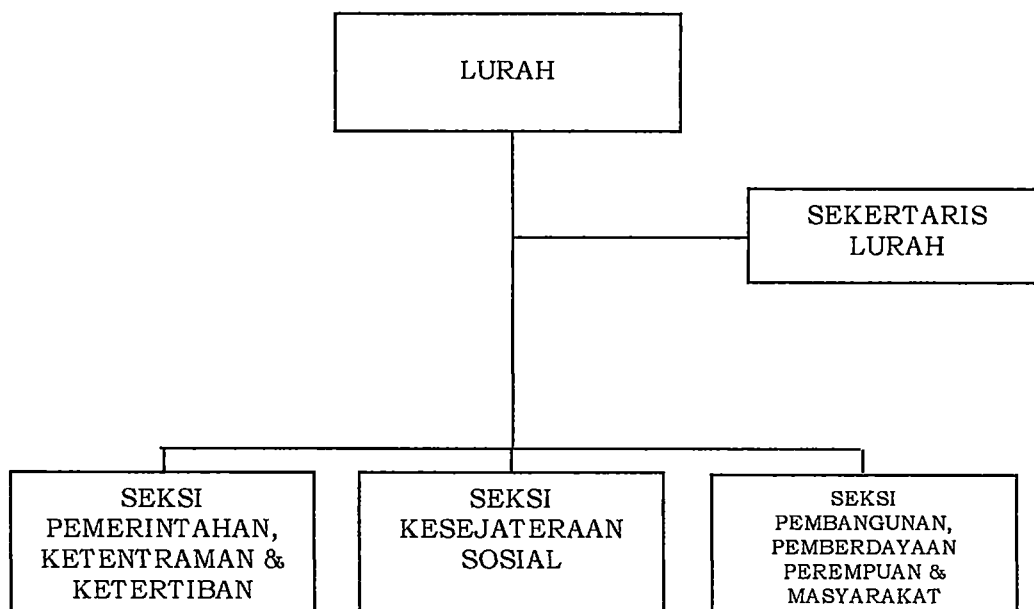 LURAH
SEKERTARIS
LURAH
SEKSI
PEMERINTAHAN,
KETENTRAMAN &
KETERTIBAN
SEKSI
KESEJATERAAN
SOSIAL
SEKSI
PEMBANGUNAN,
PEMBERDAYAAN
PEREMPUAN &
MASYARAKAT